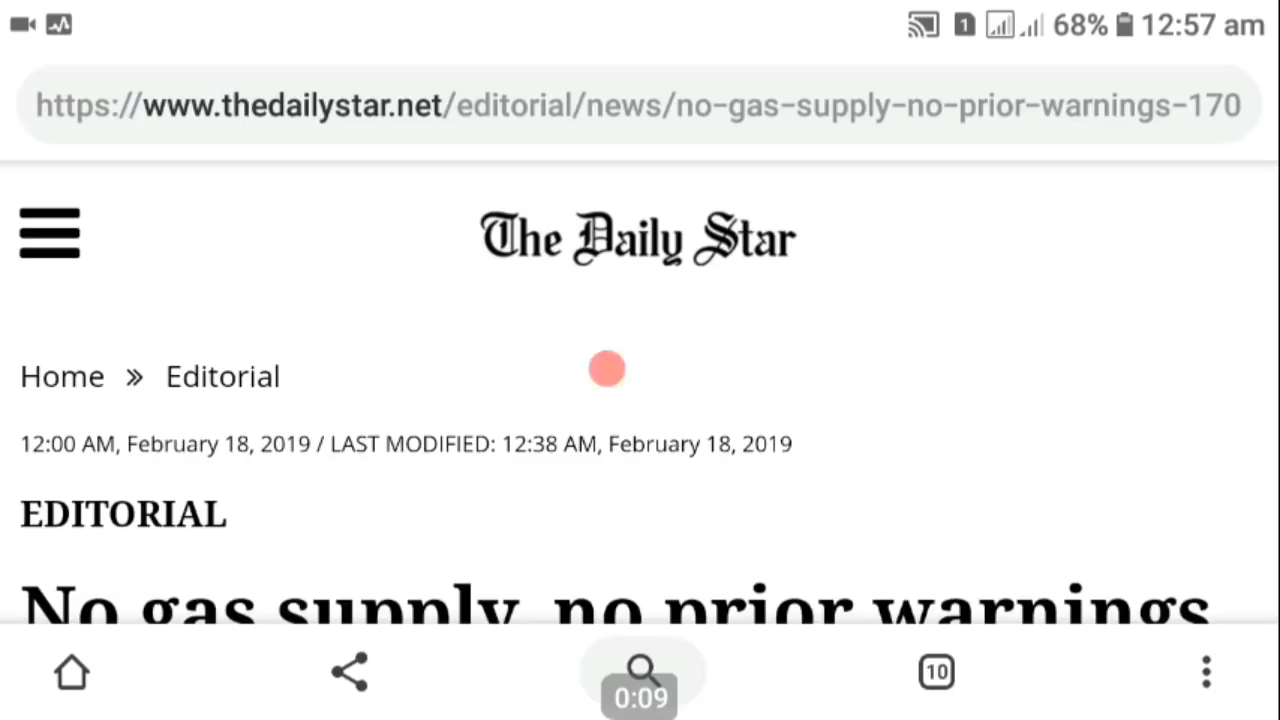 1 68% 12:57 am
https://www.thedailystar.net/editorial/news/no-gas-supply-no-prior-warnings-170
The Daily Star
Home » Editorial
12:00 AM, February 18, 2019 / LAST MODIFIED: 12:38 AM, February 18, 2019
EDITORIAL
No gas supply, no prior warnings
10
0:09